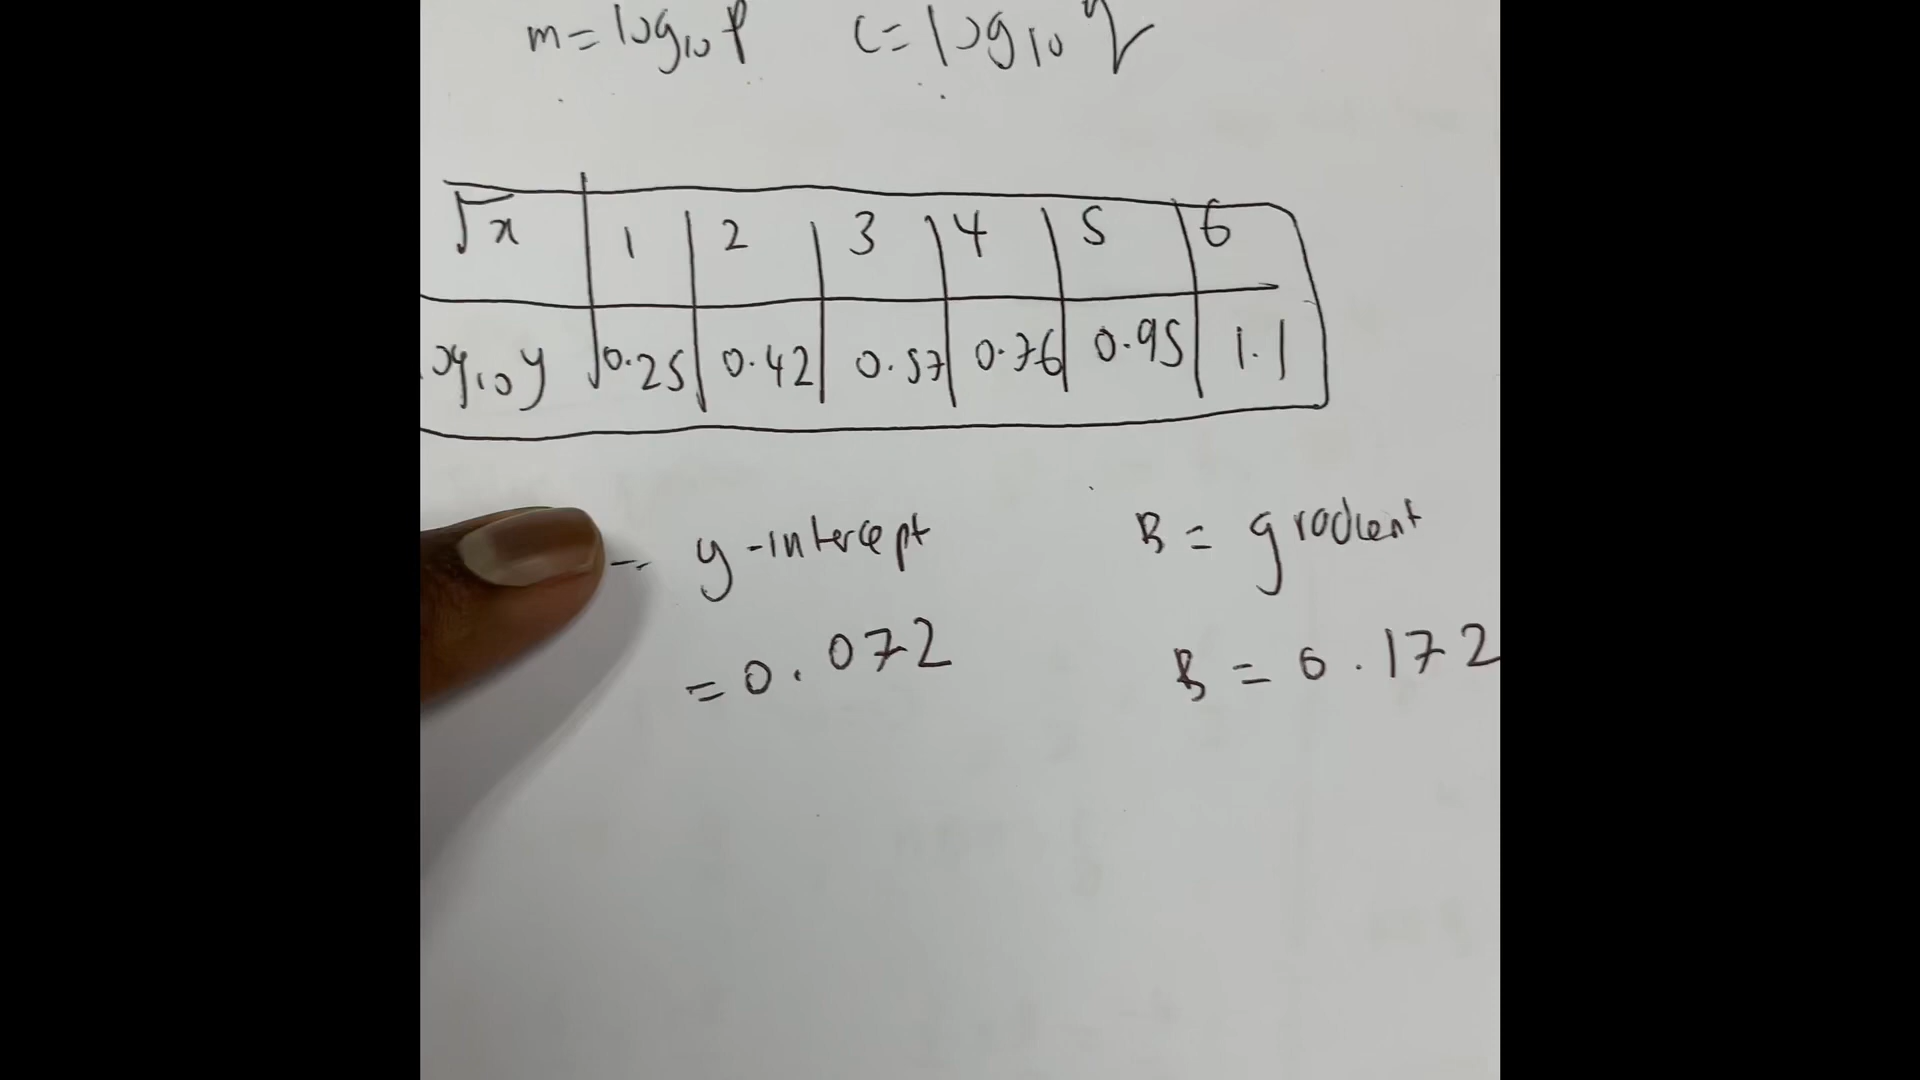 m = log₁₀ p c = log₁₀ q
√x 1 2 3 4 5 6
og₁₀ y 0.25 0.42 0.57 0.76 0.95 1.1
= y-intercept B = gradient
= 0.072 B = 0.172